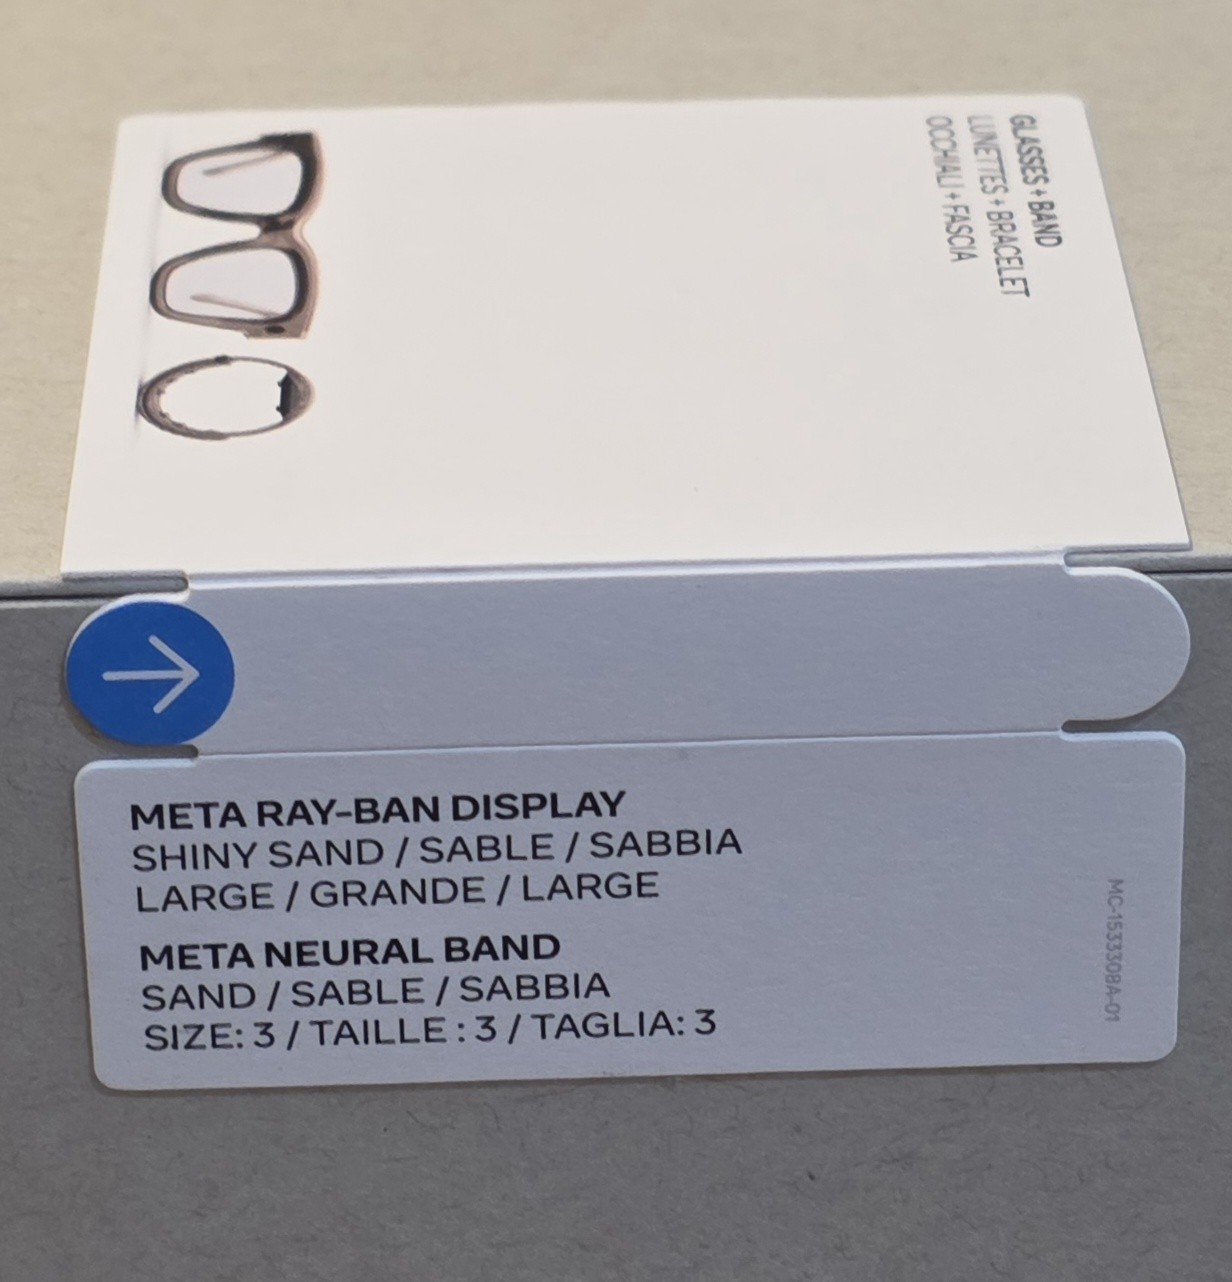 GLASSES + BAND
LUNETTES + BRACELET
OCCHIALI + FASCIA
META RAY-BAN DISPLAY
SHINY SAND / SABLE / SABBIA
LARGE / GRANDE / LARGE
META NEURAL BAND
SAND / SABLE / SABBIA
SIZE: 3 / TAILLE : 3 / TAGLIA: 3
MC-1533308A-01